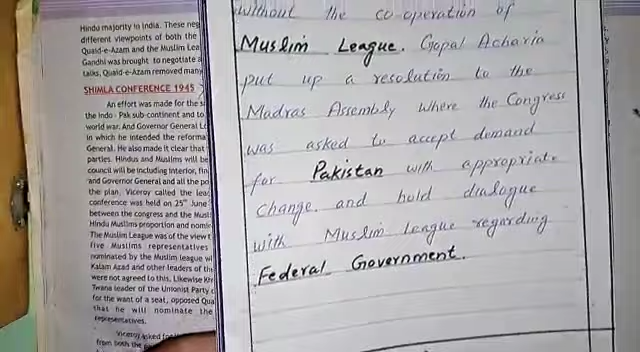 Hindu majority in India. These neg
different viewpoints of both the
Quaid-e-Azam and the Muslim Lea
Gandhi was brought to negotiate a
talks, Quaid-e-Azam removed many
SHIMLA CONFERENCE 1945
An effort was made for the s
the Indo - Pak sub-continent and to
world war. And Governor General Lo
in which he intended the reforma
General. He also made it clear that
parties. Hindus and Muslims will be
council will be including Interior, fin
and Governor General and all the po
the plan. Viceroy called the lead
conference was held on 25th June
between the congress and the Musl
Hindu Muslims proportion and nomin
The Muslim League was of the view t
five Muslims representatives
nominated by the Muslim league wi
Kalam Azad and other leaders of th
were not agreed to this. Likewise
Twana leader of the Unionist Party
for the want of a seat, opposed Qua
that he will nominate the
representatives.
Viceroy asked
from both the
without the co-operation of
Muslim League. Gopal Acharia
put up a resolution to the
Madras Assembly where the Congress
was asked to accept demand
for Pakistan with appropriate
change. and hold dialogue
with Muslim League regarding
Federal Government.